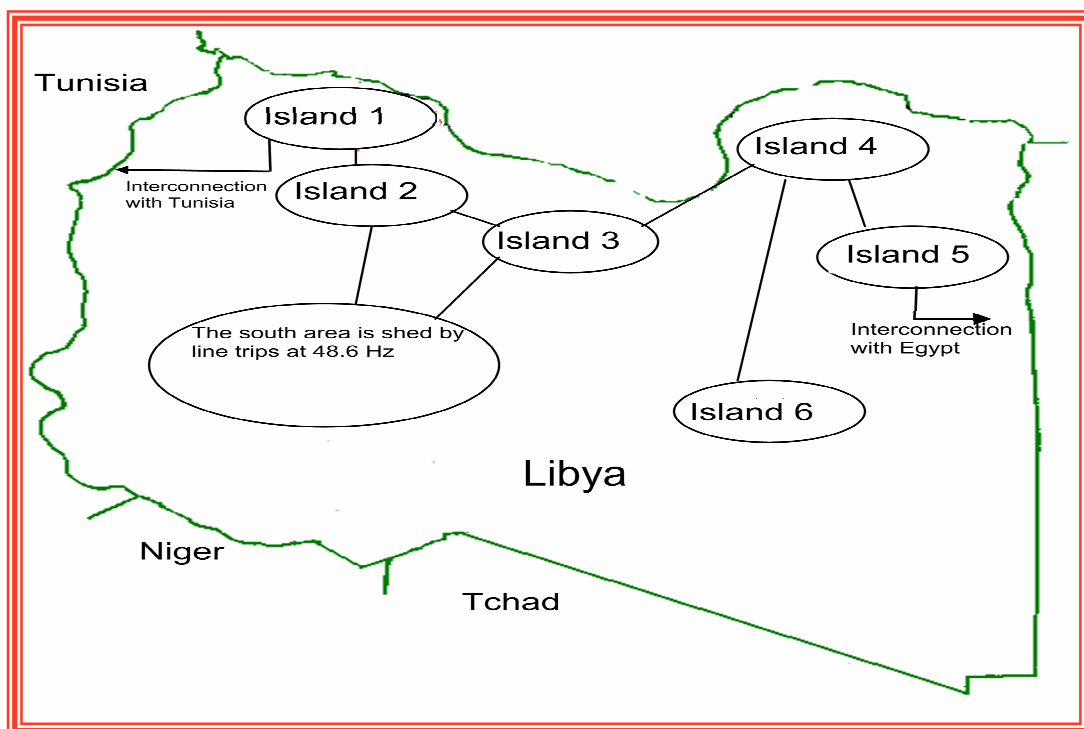 Tunisia
Island 1
Interconnection
with Tunisia
Island 2
Island 3
Island 4
Island 5
Interconnection
with Egypt
The south area is shed by
line trips at 48.6 Hz
Island 6
Libya
Niger
Tchad